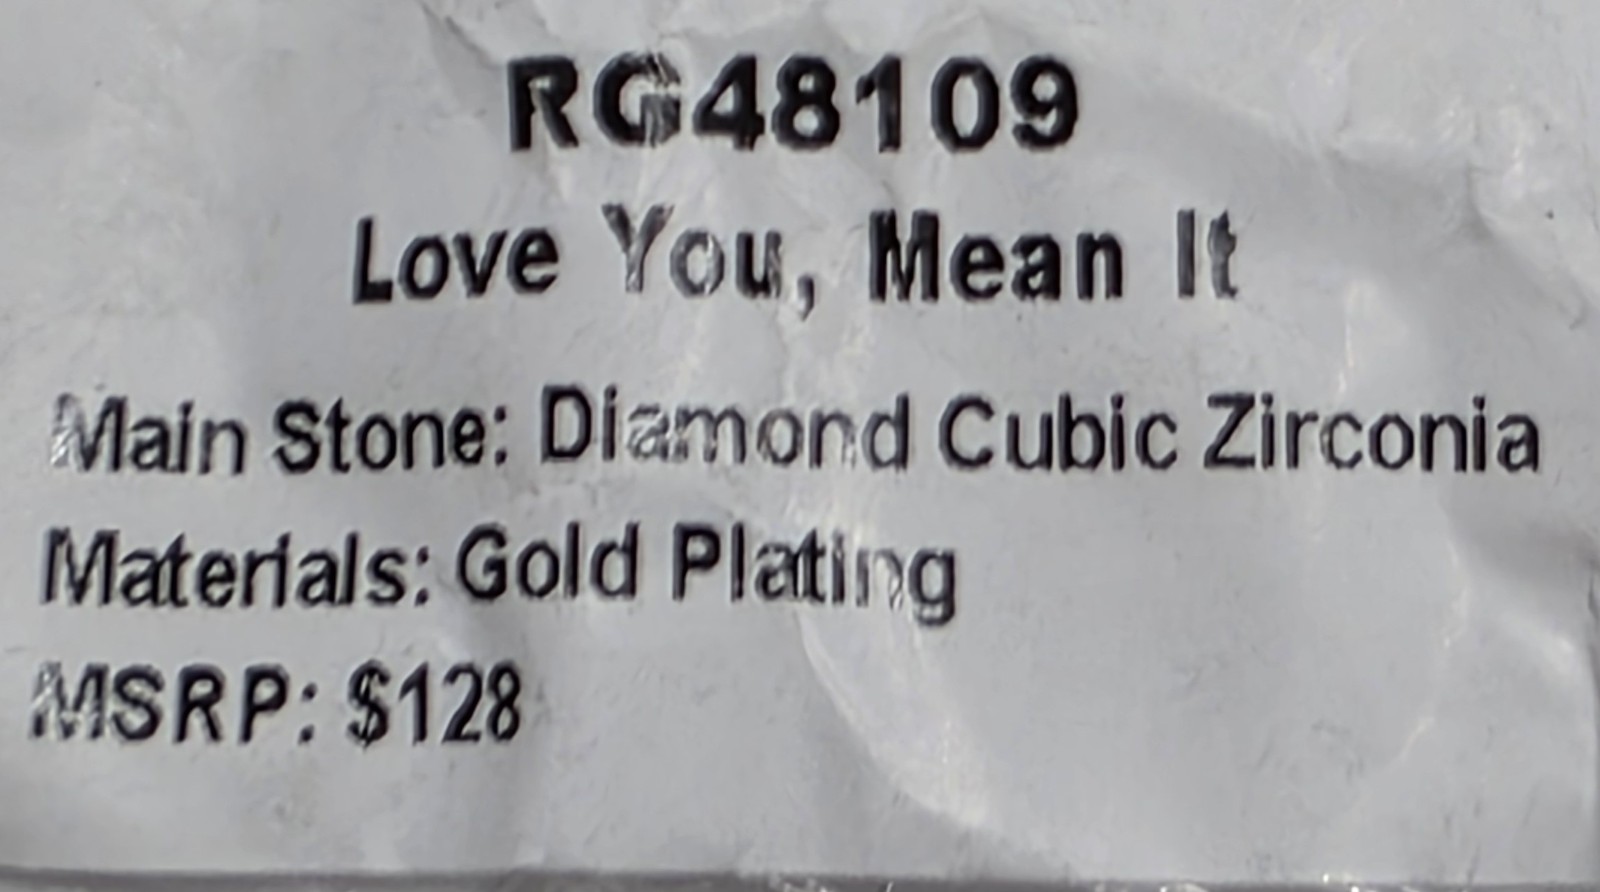 RG48109
Love You, Mean It
Main Stone: Diamond Cubic Zirconia
Materials: Gold Plating
MSRP: $128